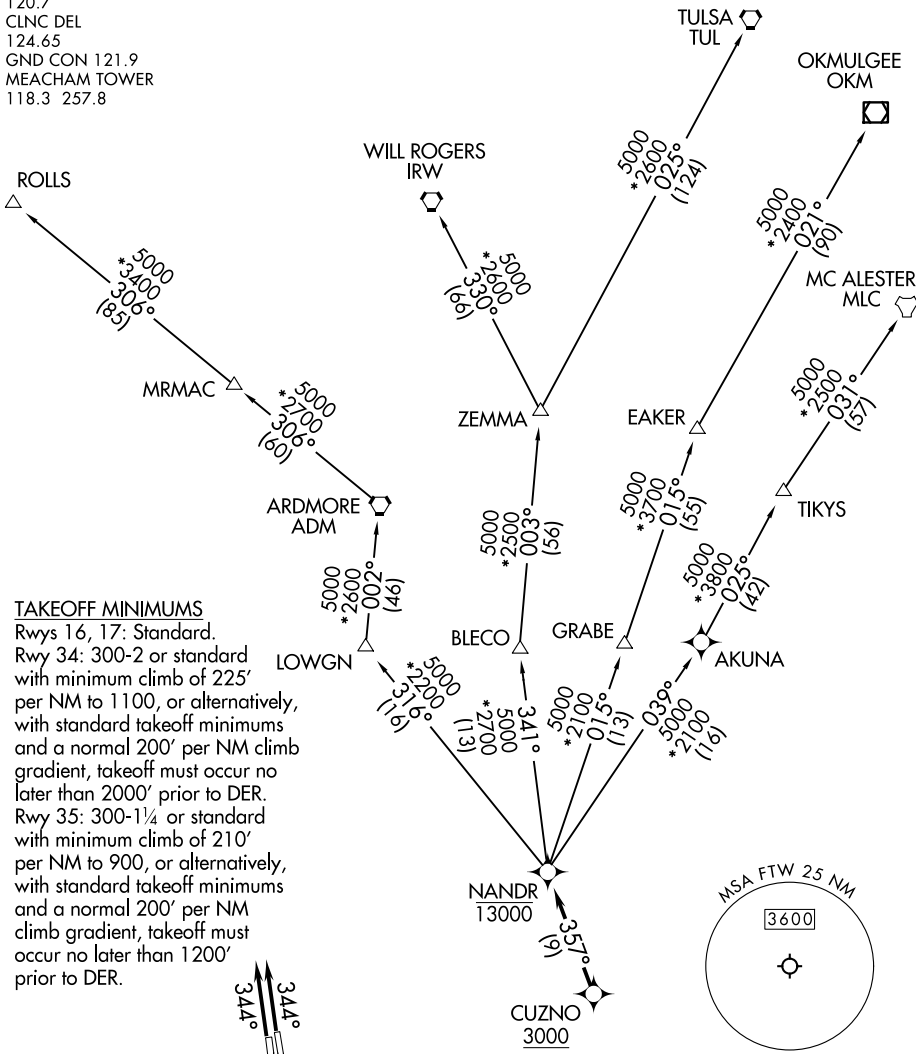 120.7
CLNC DEL
124.65
GND CON 121.9
MEACHAM TOWER
118.3 257.8
TULSA
TUL
OKMULGEE
OKM
WILL ROGERS
IRW
ROLLS
5000
*2600
025°
(124)
5000
*2400
021°
(90)
5000
*2600
330°
(66)
MC ALESTER
MLC
5000
*3400
306°
(85)
MRMAC
5000
*2700
306°
(60)
ZEMMA
EAKER
5000
*2500
031°
(57)
ARDMORE
ADM
TIKYS
5000
*2500
003°
(56)
5000
*3700
015°
(55)
5000
*3800
025°
(42)
5000
*2600
002°
(46)
LOWGN
BLECO
GRABE
AKUNA
5000
*2200
316°
(16)
341°
5000
*2700
(13)
5000
*2100
015°
(13)
039°
5000
*2100
(16)
TAKEOFF MINIMUMS
Rwys 16, 17: Standard.
Rwy 34: 300-2 or standard
with minimum climb of 225'
per NM to 1100, or alternatively,
with standard takeoff minimums
and a normal 200' per NM climb
gradient, takeoff must occur no
later than 2000' prior to DER.
Rwy 35: 300-1¼ or standard
with minimum climb of 210'
per NM to 900, or alternatively,
with standard takeoff minimums
and a normal 200' per NM
climb gradient, takeoff must
occur no later than 1200'
prior to DER.
NANDR
13000
357°
(9)
CUZNO
3000
MSA FTW 25 NM
3600
344°
344°